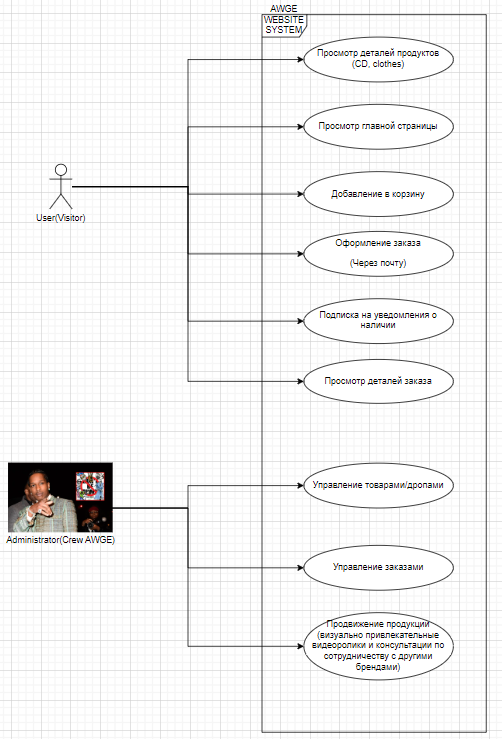 AWGE
WEBSITE
SYSTEM
Просмотр деталей продуктов
(CD, clothes)
Просмотр главной страницы
Добавление в корзину
User(Visitor)
Оформление заказа
(Через почту)
Подписка на уведомления о
наличии
Просмотр деталей заказа
Управление товарами/дропами
Administrator(Crew AWGE)
Управление заказами
Продвижение продукции
(визуально привлекательные
видеоролики и консультации по
сотрудничеству с другими
брендами)